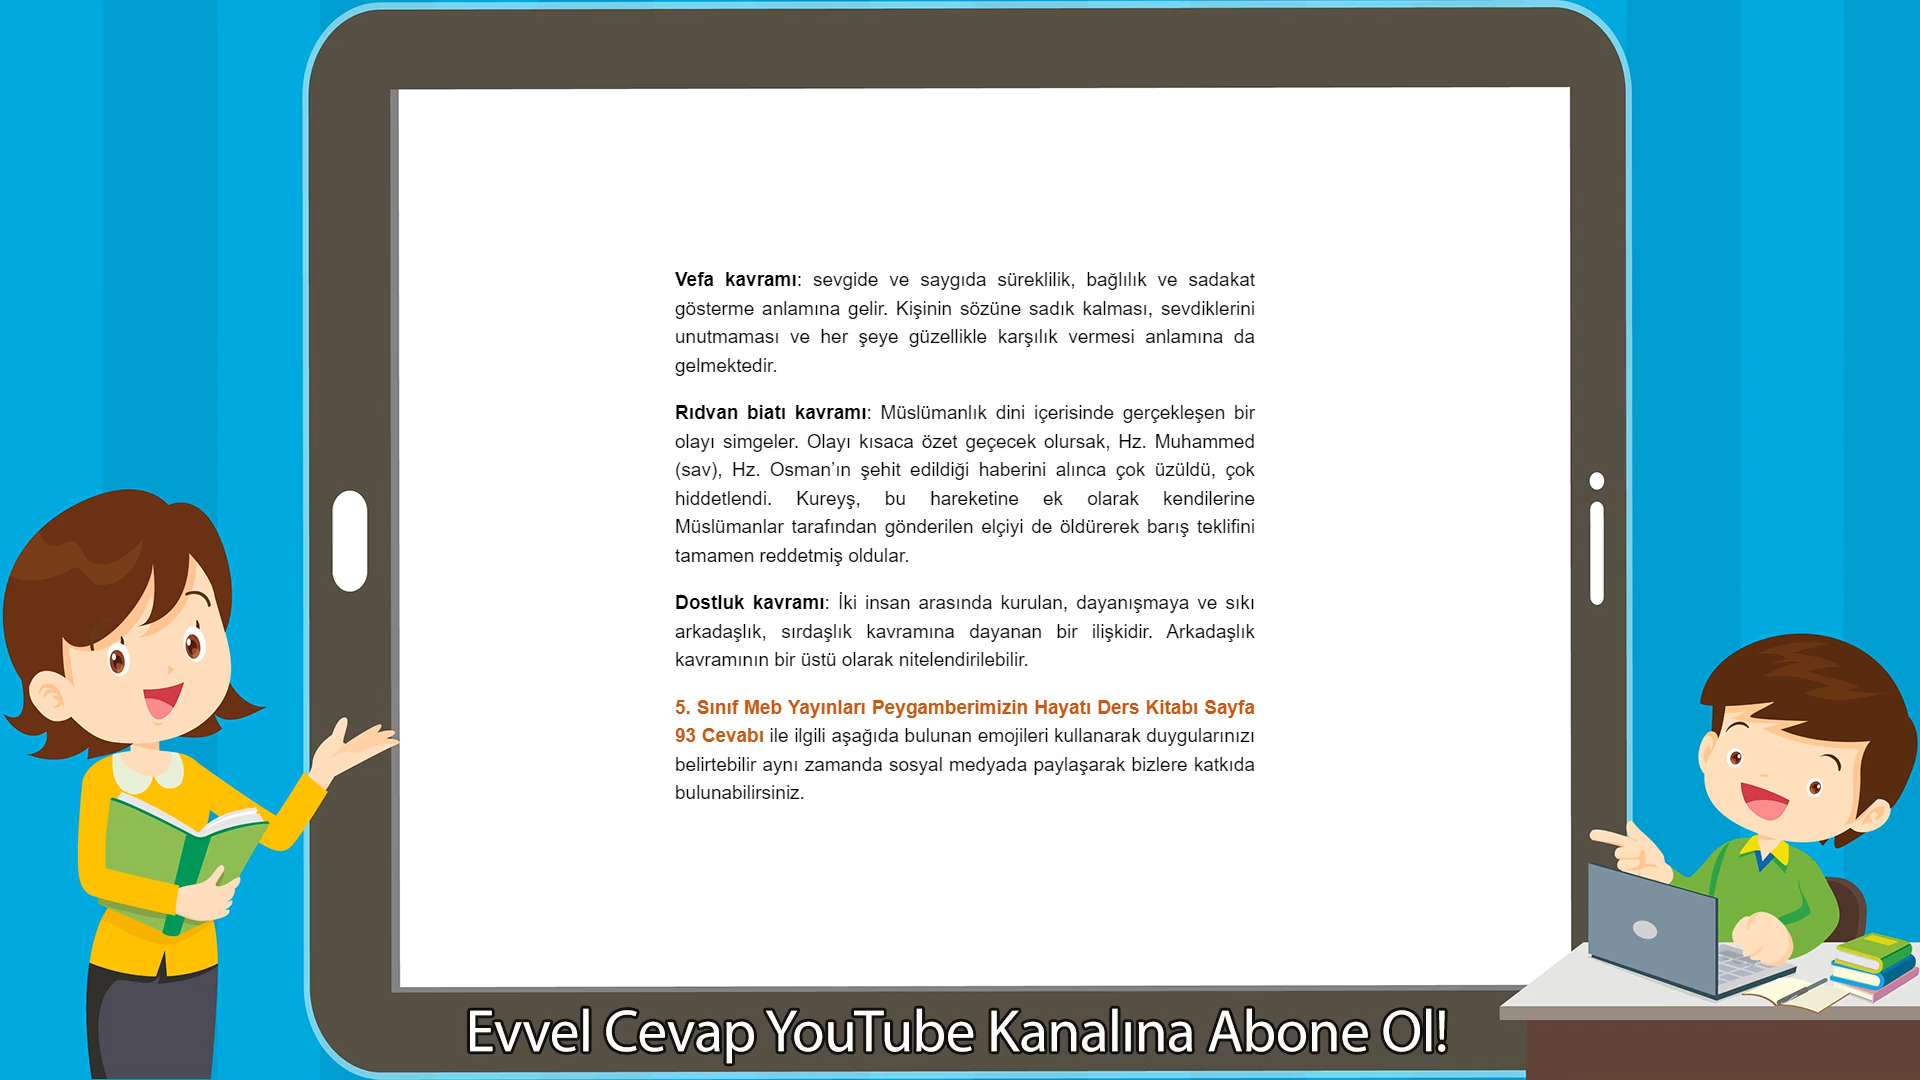 Vefa kavramı: sevgide ve saygıda süreklilik, bağlılık ve sadakat
gösterme anlamına gelir. Kişinin sözüne sadık kalması, sevdiklerini
unutmaması ve her şeye güzellikle karşılık vermesi anlamına da
gelmektedir.
Rıdvan biatı kavramı: Müslümanlık dini içerisinde gerçekleşen bir
olayı simgeler. Olayı kısaca özet geçecek olursak, Hz. Muhammed
(sav), Hz. Osman’ın şehit edildiği haberini alınca çok üzüldü, çok
hiddetlendi. Kureyş, bu hareketine ek olarak kendilerine
Müslümanlar tarafından gönderilen elçiyi de öldürerek barış teklifini
tamamen reddetmiş oldular.
Dostluk kavramı: İki insan arasında kurulan, dayanışmaya ve sıkı
arkadaşlık, sırdaşlık kavramına dayanan bir ilişkidir. Arkadaşlık
kavramının bir üstü olarak nitelendirilebilir.
5. Sınıf Meb Yayınları Peygamberimizin Hayatı Ders Kitabı Sayfa
93 Cevabı ile ilgili aşağıda bulunan emojileri kullanarak duygularınızı
belirtebilir aynı zamanda sosyal medyada paylaşarak bizlere katkıda
bulunabilirsiniz.
Evvel Cevap YouTube Kanalına Abone Ol!